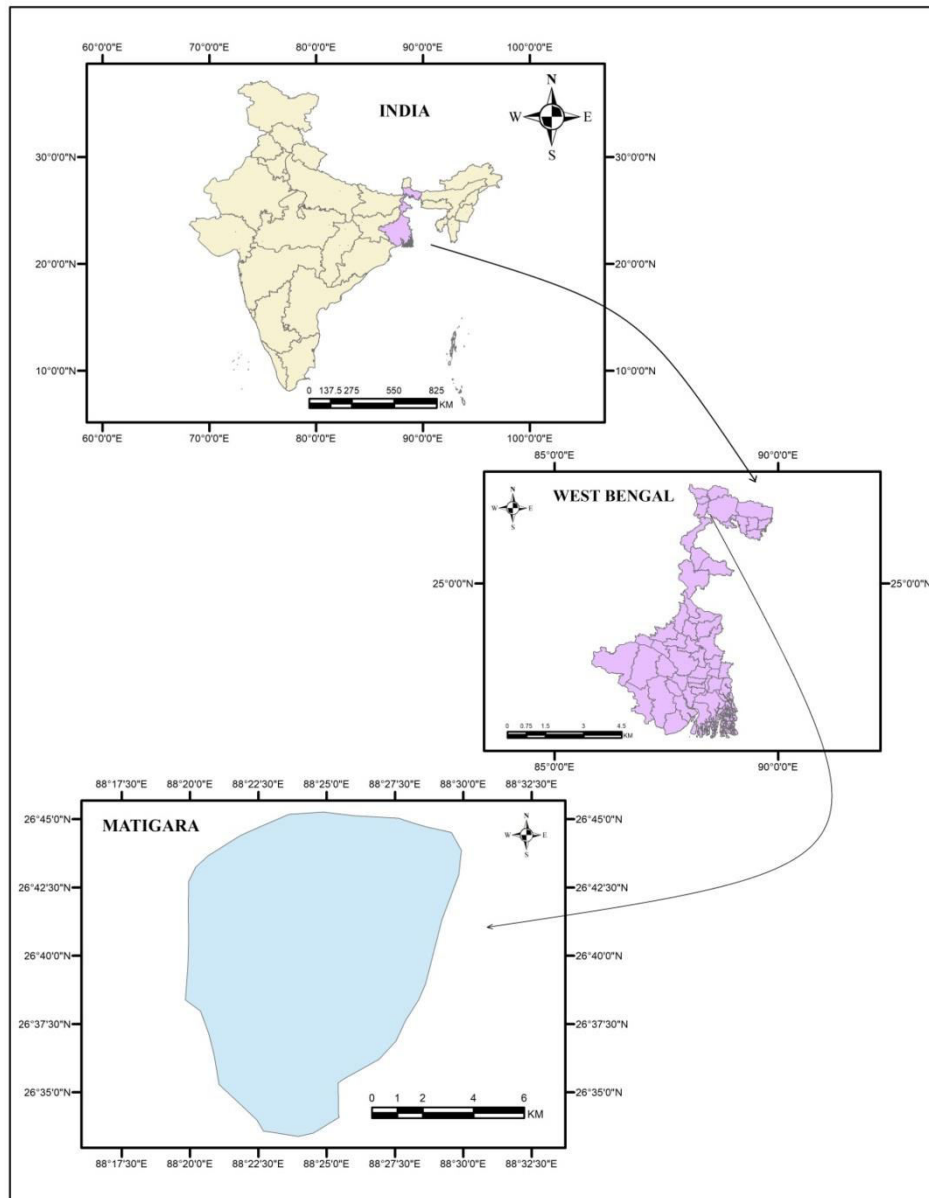 60°0'0"E 70°0'0"E 80°0'0"E 90°0'0"E 100°0'0"E
INDIA
N
W E
S
30°0'0"N 30°0'0"N
20°0'0"N 20°0'0"N
10°0'0"N 10°0'0"N
0 137.5 275 550 825
KM
60°0'0"E 70°0'0"E 80°0'0"E 90°0'0"E 100°0'0"E
85°0'0"E 90°0'0"E
WEST BENGAL
N
W E
S
25°0'0"N 25°0'0"N
0 0.75 1.5 3 4.5
KM
85°0'0"E 90°0'0"E
88°17'30"E 88°20'0"E 88°22'30"E 88°25'0"E 88°27'30"E 88°30'0"E 88°32'30"E
MATIGARA
N
W E
S
26°45'0"N 26°45'0"N
26°42'30"N 26°42'30"N
26°40'0"N 26°40'0"N
26°37'30"N 26°37'30"N
26°35'0"N 26°35'0"N
0 1 2 4 6
KM
88°17'30"E 88°20'0"E 88°22'30"E 88°25'0"E 88°27'30"E 88°30'0"E 88°32'30"E